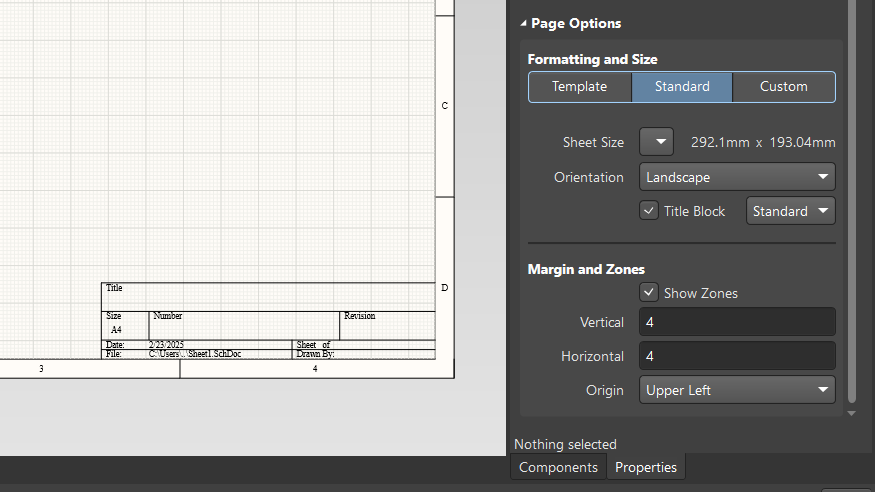 Page Options
Formatting and Size
Template Standard Custom
Sheet Size 292.1mm x 193.04mm
Orientation Landscape
Title Block Standard
Margin and Zones
Show Zones
Vertical 4
Horizontal 4
Origin Upper Left
Nothing selected
Components Properties
C
D
Title
Size Number Revision
A4
Date: 2/23/2025 Sheet of
File: C:\Users\..\Sheet1.SchDoc Drawn By:
3 4